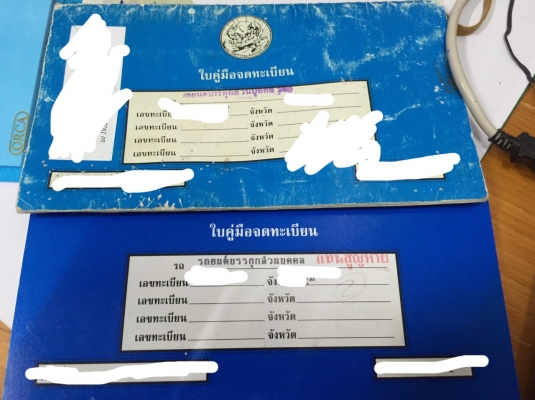 ใบคู่มือจดทะเบียน
รถยนต์บรรทุกส่วนบุคคล
เลขทะเบียน จังหวัด
เลขทะเบียน จังหวัด
เลขทะเบียน จังหวัด
เลขทะเบียน จังหวัด
ORCA
ใบคู่มือจดทะเบียน
รถ รถยนต์บรรทุกส่วนบุคคล แทนสูญหาย
เลขทะเบียน
เลขทะเบียน จังหวัด
เลขทะเบียน จังหวัด
เลขทะเบียน จังหวัด